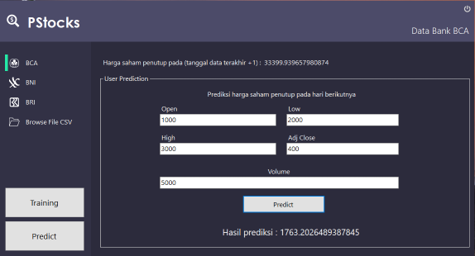 PStocks
Data Bank BCA
BCA
BNI
BRI
Browse File CSV
Training
Predict
Harga saham penutup pada (tanggal data terakhir +1) : 33399.939657980874
User Prediction
Prediksi harga saham penutup pada hari berikutnya
Open Low
1000 2000
High Adj Close
3000 400
Volume
5000
Predict
Hasil prediksi : 1763.2026489387845